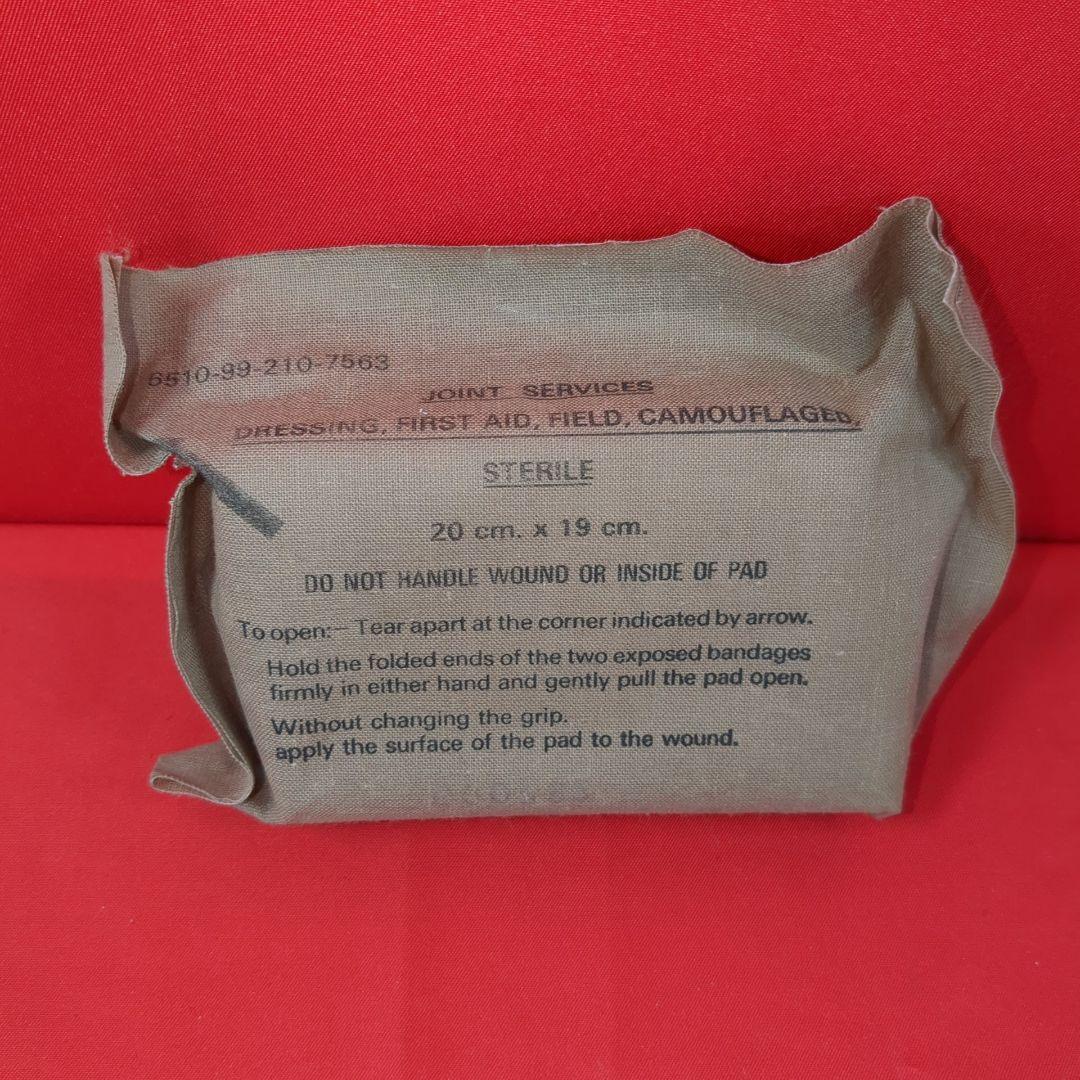 6510-99-210-7563
JOINT SERVICES
DRESSING, FIRST AID, FIELD, CAMOUFLAGED,
STERILE
20 cm. x 19 cm.
DO NOT HANDLE WOUND OR INSIDE OF PAD
To open:— Tear apart at the corner indicated by arrow.
Hold the folded ends of the two exposed bandages
firmly in either hand and gently pull the pad open.
Without changing the grip.
apply the surface of the pad to the wound.